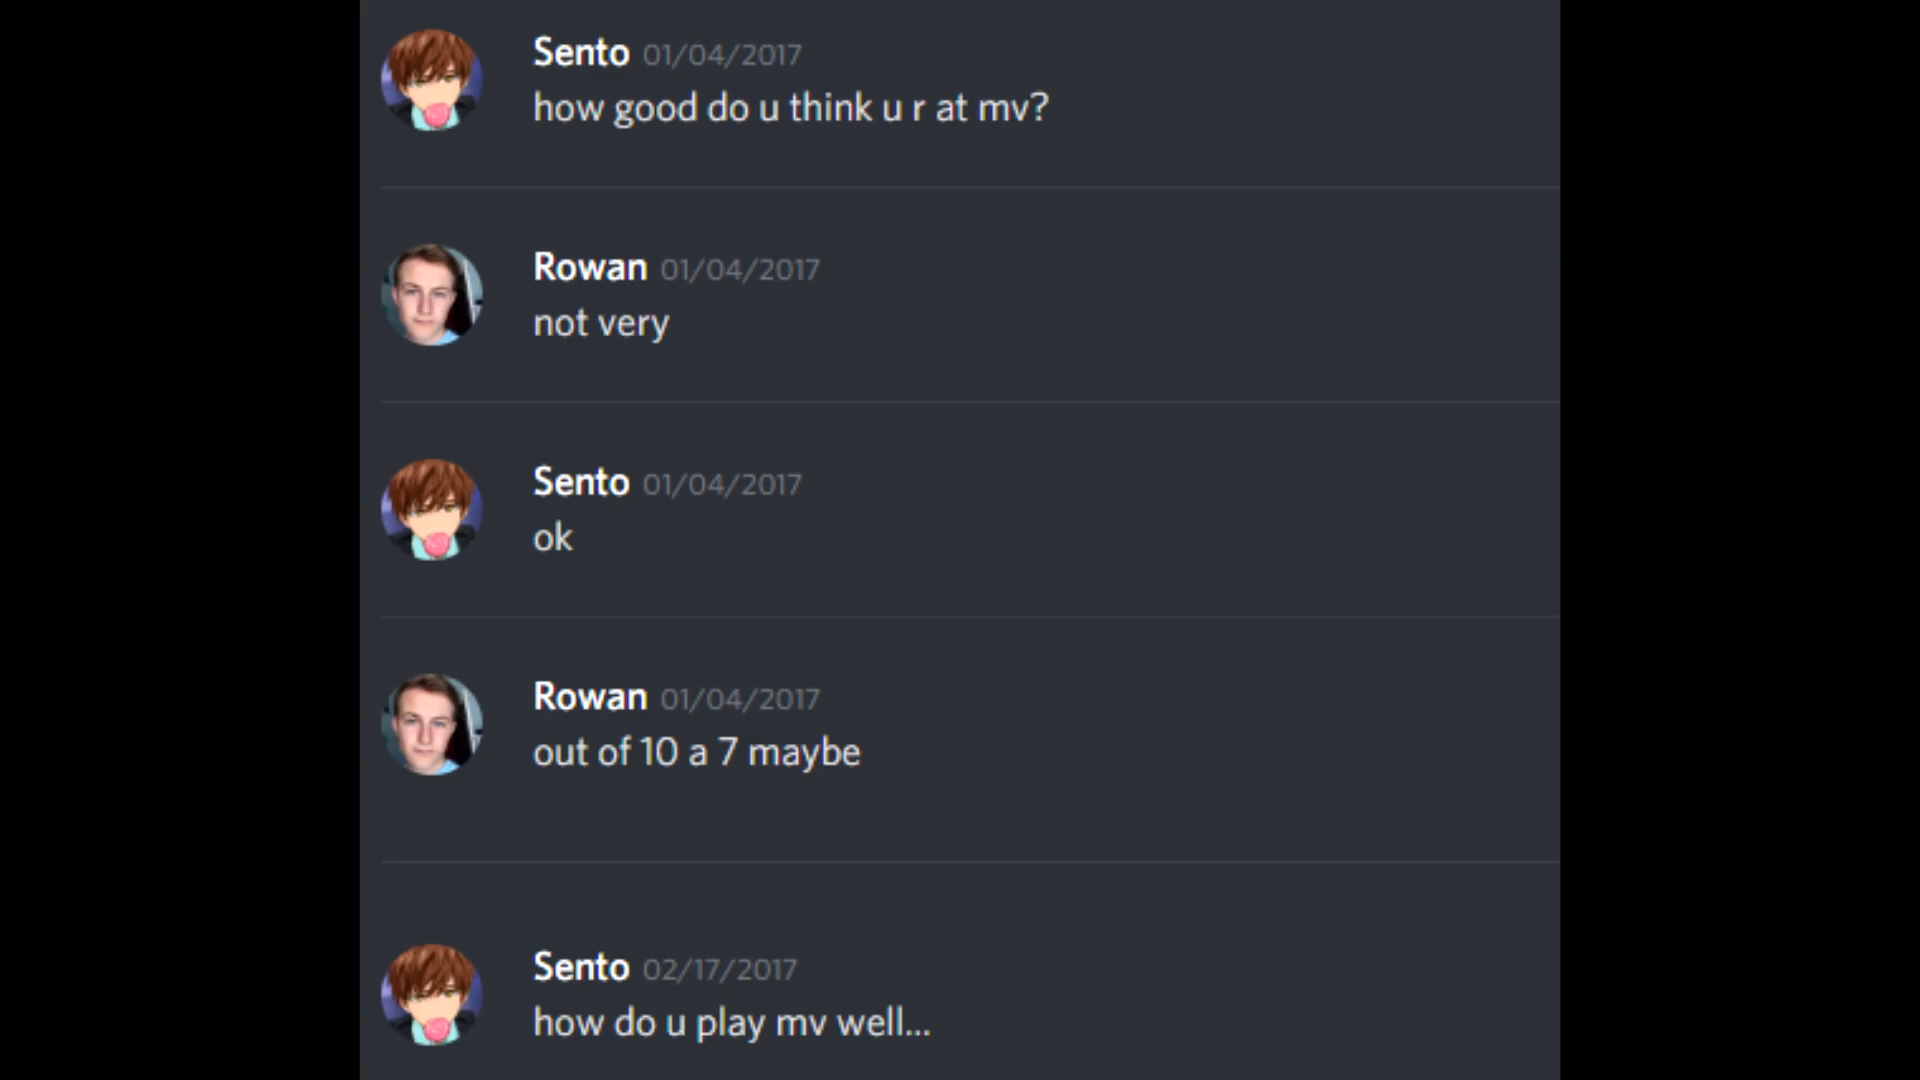 Sento 01/04/2017
how good do u think u r at mv?
Rowan 01/04/2017
not very
Sento 01/04/2017
ok
Rowan 01/04/2017
out of 10 a 7 maybe
Sento 02/17/2017
how do u play mv well...